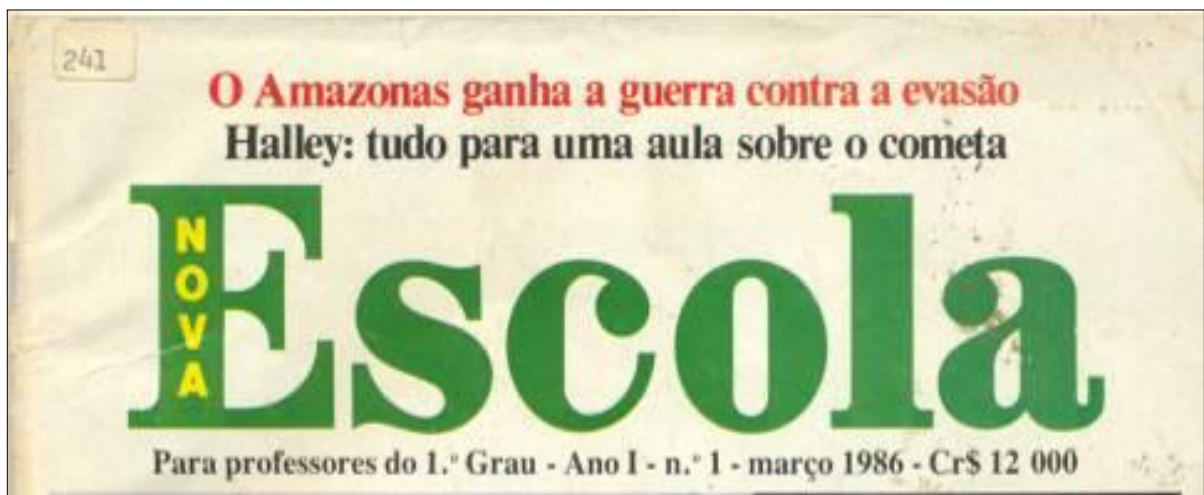 241
O Amazonas ganha a guerra contra a evasão
Halley: tudo para uma aula sobre o cometa
NOVA
Escola
Para professores do 1.º Grau - Ano I - n.º 1 - março 1986 - Cr$ 12 000